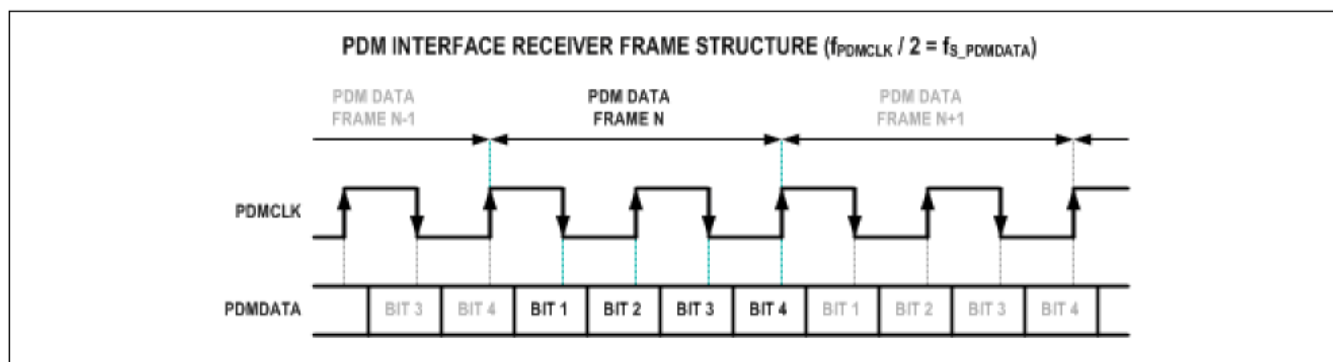 PDM INTERFACE RECEIVER FRAME STRUCTURE (fPDMCLK / 2 = fS_PDMDATA)
PDM DATA
FRAME N-1
PDM DATA
FRAME N
PDM DATA
FRAME N+1
PDMCLK
PDMDATA BIT 3 BIT 4 BIT 1 BIT 2 BIT 3 BIT 4 BIT 1 BIT 2 BIT 3 BIT 4